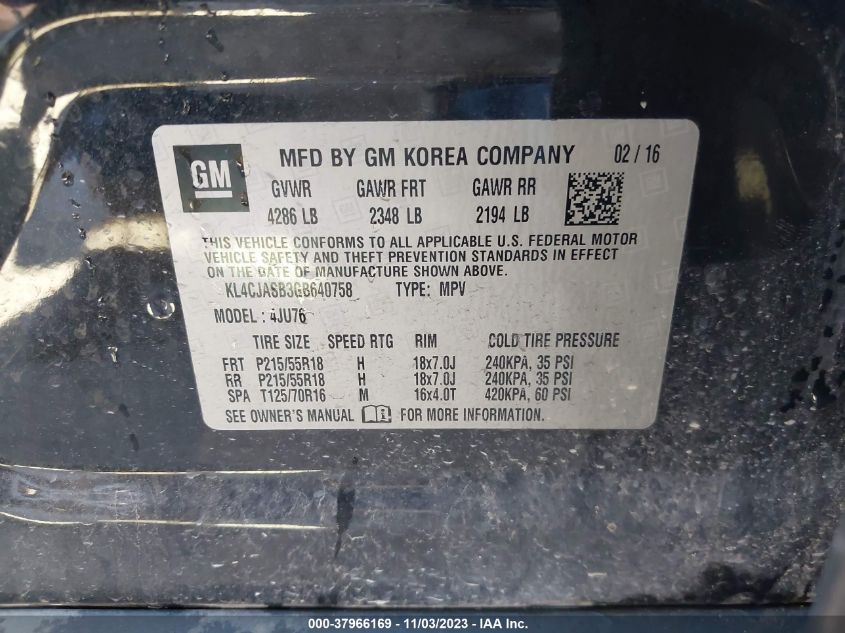 GM MFD BY GM KOREA COMPANY 02 / 16
GVWR GAWR FRT GAWR RR
4286 LB 2348 LB 2194 LB
THIS VEHICLE CONFORMS TO ALL APPLICABLE U.S. FEDERAL MOTOR
VEHICLE SAFETY AND THEFT PREVENTION STANDARDS IN EFFECT
ON THE DATE OF MANUFACTURE SHOWN ABOVE.
KL4CJASB3GB640758 TYPE: MPV
MODEL : 4JU76
TIRE SIZE SPEED RTG RIM COLD TIRE PRESSURE
FRT P215/55R18 H 18x7.0J 240KPA, 35 PSI
RR P215/55R18 H 18x7.0J 240KPA, 35 PSI
SPA T125/70R16 M 16x4.0T 420KPA, 60 PSI
SEE OWNER'S MANUAL FOR MORE INFORMATION.
000-37966169 - 11/03/2023 - IAA Inc.